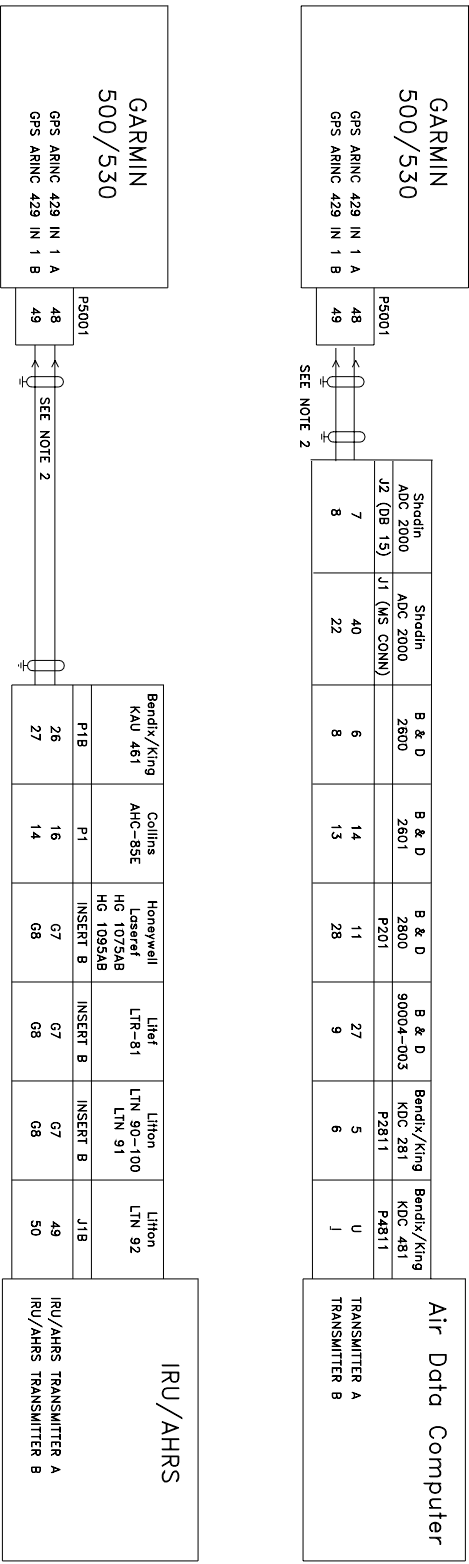 GARMIN
500/530
GPS ARINC 429 IN 1 A
GPS ARINC 429 IN 1 B
P5001
48
49
SEE NOTE 2
Shadin
ADC 2000
J2 (DB 15)
7
8
Shadin
ADC 2000
J1 (MS CONN)
40
22
B & D
2600
6
8
B & D
2601
14
13
B & D
2800
P201
11
28
B & D
90004-003
27
9
Bendix/King
KDC 281
P2811
5
6
Bendix/King
KDC 481
P4811
U
J
Air Data Computer
TRANSMITTER A
TRANSMITTER B
GARMIN
500/530
GPS ARINC 429 IN 1 A
GPS ARINC 429 IN 1 B
P5001
48
49
SEE NOTE 2
Bendix/King
KAU 461
P1B
26
27
Collins
AHC-85E
P1
16
14
Honeywell
Laseref
HG 1075AB
HG 1095AB
INSERT B
G7
G8
Litef
LTR-81
INSERT B
G7
G8
Litton
LTN 90-100
LTN 91
INSERT B
G7
G8
Litton
LTN 92
J1B
49
50
IRU/AHRS
IRU/AHRS TRANSMITTER A
IRU/AHRS TRANSMITTER B